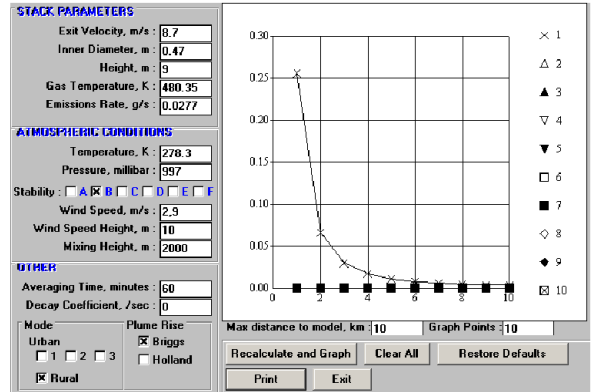 STACK PARAMETERS
Exit Velocity, m/s : 8.7
Inner Diameter, m : 0.47
Height, m : 9
Gas Temperature, K : 480.35
Emissions Rate, g/s : 0.0277
ATMOSPHERIC CONDITIONS
Temperature, K : 278.3
Pressure, millibar : 997
Stability : A B C D E F
Wind Speed, m/s : 2,9
Wind Speed Height, m : 10
Mixing Height, m : 2000
OTHER
Averaging Time, minutes : 60
Decay Coefficient, /sec : 0
Mode
Urban
1 2 3
Rural
Plume Rise
Briggs
Holland
0.30
0.25
0.20
0.15
0.10
0.05
0.00
0 2 4 6 8 10
1
2
3
4
5
6
7
8
9
10
Max distance to model, km : 10 Graph Points : 10
Recalculate and Graph Clear All Restore Defaults
Print Exit